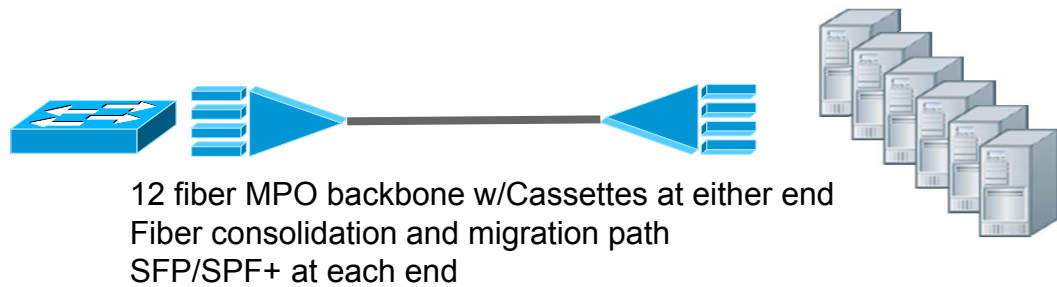 12 fiber MPO backbone w/Cassettes at either end
Fiber consolidation and migration path
SFP/SPF+ at each end